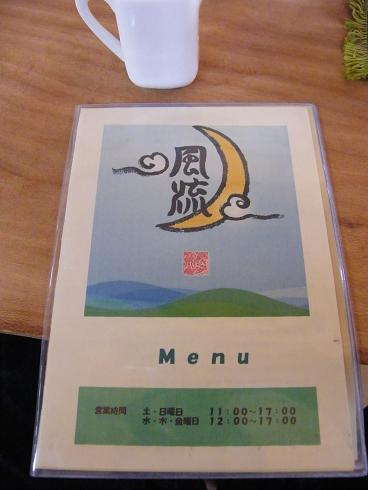 風流
Menu
営業時間 土・日曜日 11:00～17:00
水・木・金曜日 12:00～17:00